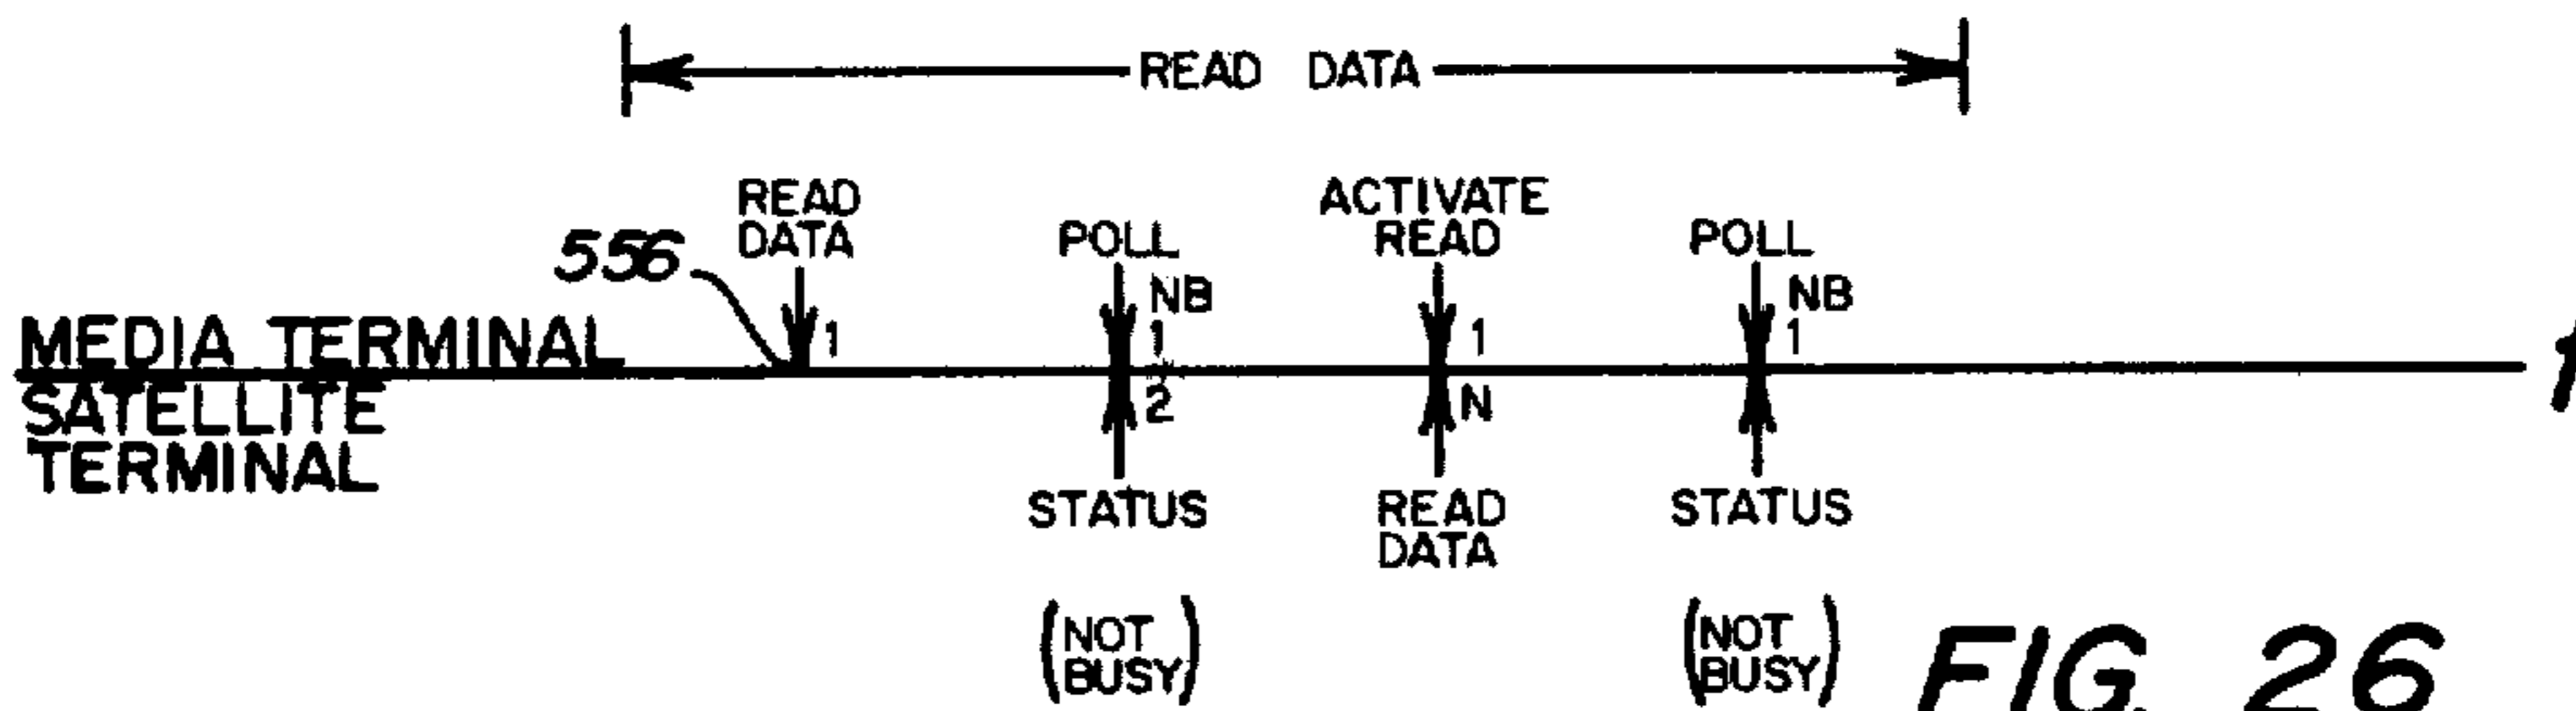 READ DATA
READ
DATA
ACTIVATE
READ
POLL
POLL
556
NB
NB
1
1
1
1
MEDIA TERMINAL
SATELLITE
TERMINAL
2
N
STATUS
READ
DATA
STATUS
(NOT
BUSY)
(NOT
BUSY)
FIG. 26